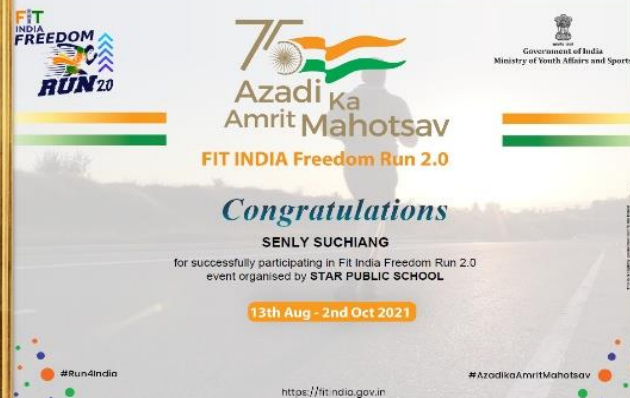 FIT
INDIA
FREEDOM
RUN 2.0
75
Azadi Ka
Amrit Mahotsav
Government of India
Ministry of Youth Affairs and Sports
FIT INDIA Freedom Run 2.0
Congratulations
SENLY SUCHIANG
for successfully participating in Fit India Freedom Run 2.0
event organised by STAR PUBLIC SCHOOL
13th Aug - 2nd Oct 2021
#Run4India
#AzadikaAmritMahotsav
https://fitindia.gov.in